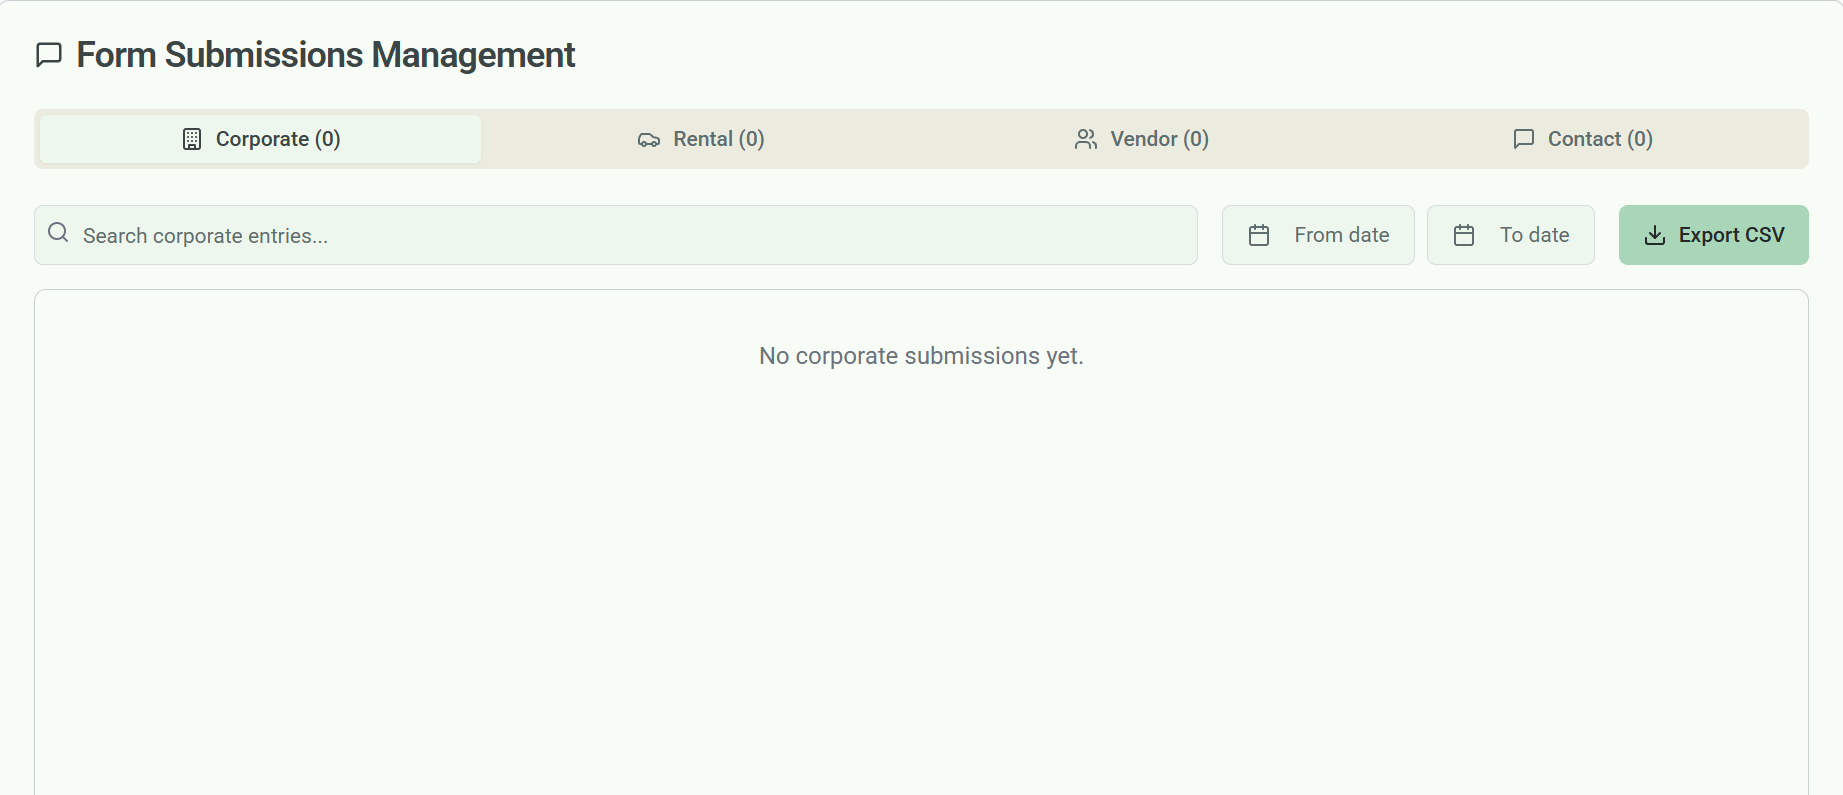 Form Submissions Management
Corporate (0) Rental (0) Vendor (0) Contact (0)
Search corporate entries... From date To date Export CSV
No corporate submissions yet.